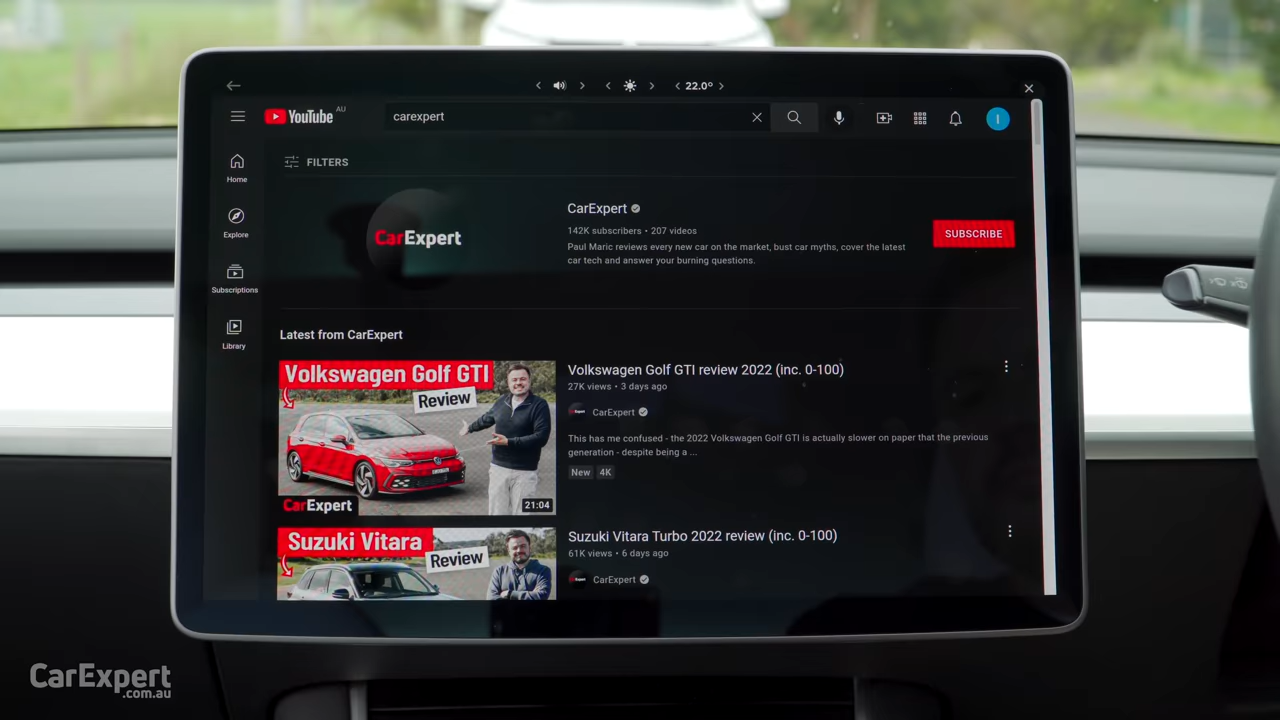 22.0°
YouTube AU
carexpert
FILTERS
Home
Explore
Subscriptions
Library
CarExpert
CarExpert
142K subscribers • 207 videos
Paul Maric reviews every new car on the market, bust car myths, cover the latest
car tech and answer your burning questions.
SUBSCRIBE
Latest from CarExpert
Volkswagen Golf GTI
Review
CarExpert
21:04
Volkswagen Golf GTI review 2022 (inc. 0-100)
27K views • 3 days ago
CarExpert
This has me confused - the 2022 Volkswagen Golf GTI is actually slower on paper that the previous
generation - despite being a ...
New 4K
Suzuki Vitara
Review
Suzuki Vitara Turbo 2022 review (inc. 0-100)
61K views • 6 days ago
CarExpert
I
CarExpert
.com.au